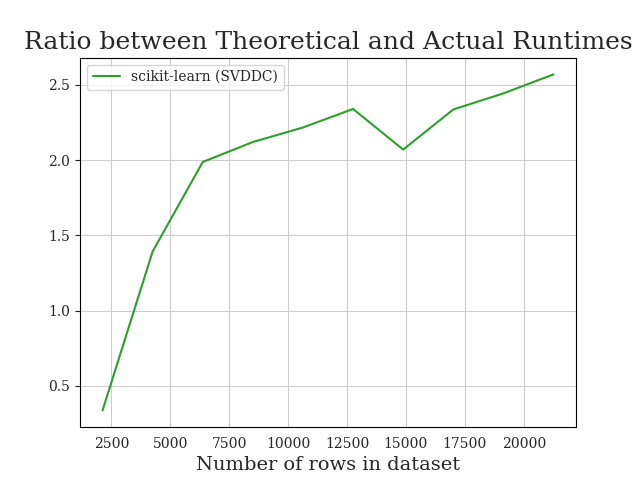 Ratio between Theoretical and Actual Runtimes
scikit-learn (SVDDC)
2.5
2.0
1.5
1.0
0.5
2500 5000 7500 10000 12500 15000 17500 20000
Number of rows in dataset